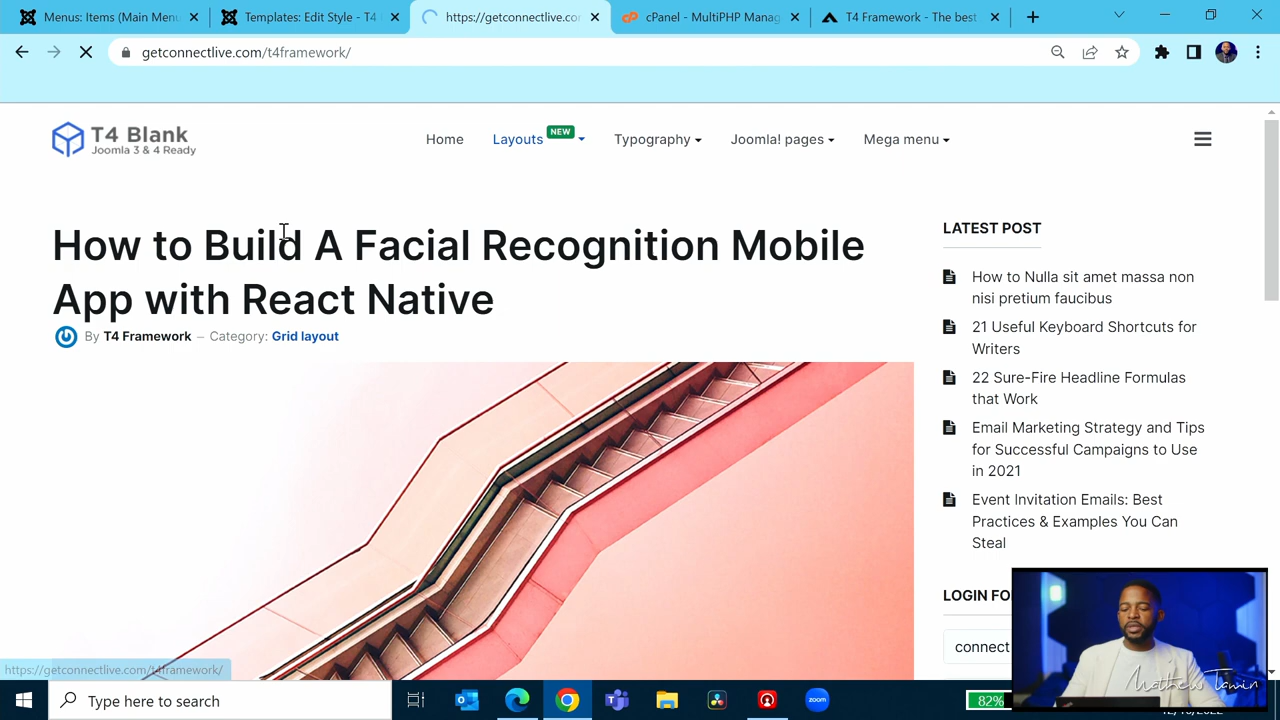 Menus: Items (Main Menu
Templates: Edit Style - T4
https://getconnectlive.com
cPanel - MultiPHP Manag
T4 Framework - The best
getconnectlive.com/t4framework/
T4 Blank
Joomla 3 & 4 Ready
Home
Layouts
NEW
Typography
Joomla! pages
Mega menu
How to Build A Facial Recognition Mobile
App with React Native
By T4 Framework – Category: Grid layout
LATEST POST
How to Nulla sit amet massa non
nisi pretium faucibus
21 Useful Keyboard Shortcuts for
Writers
22 Sure-Fire Headline Formulas
that Work
Email Marketing Strategy and Tips
for Successful Campaigns to Use
in 2021
Event Invitation Emails: Best
Practices & Examples You Can
Steal
LOGIN FO
connect
https://getconnectlive.com/t4framework/
Type here to search
zoom
82%